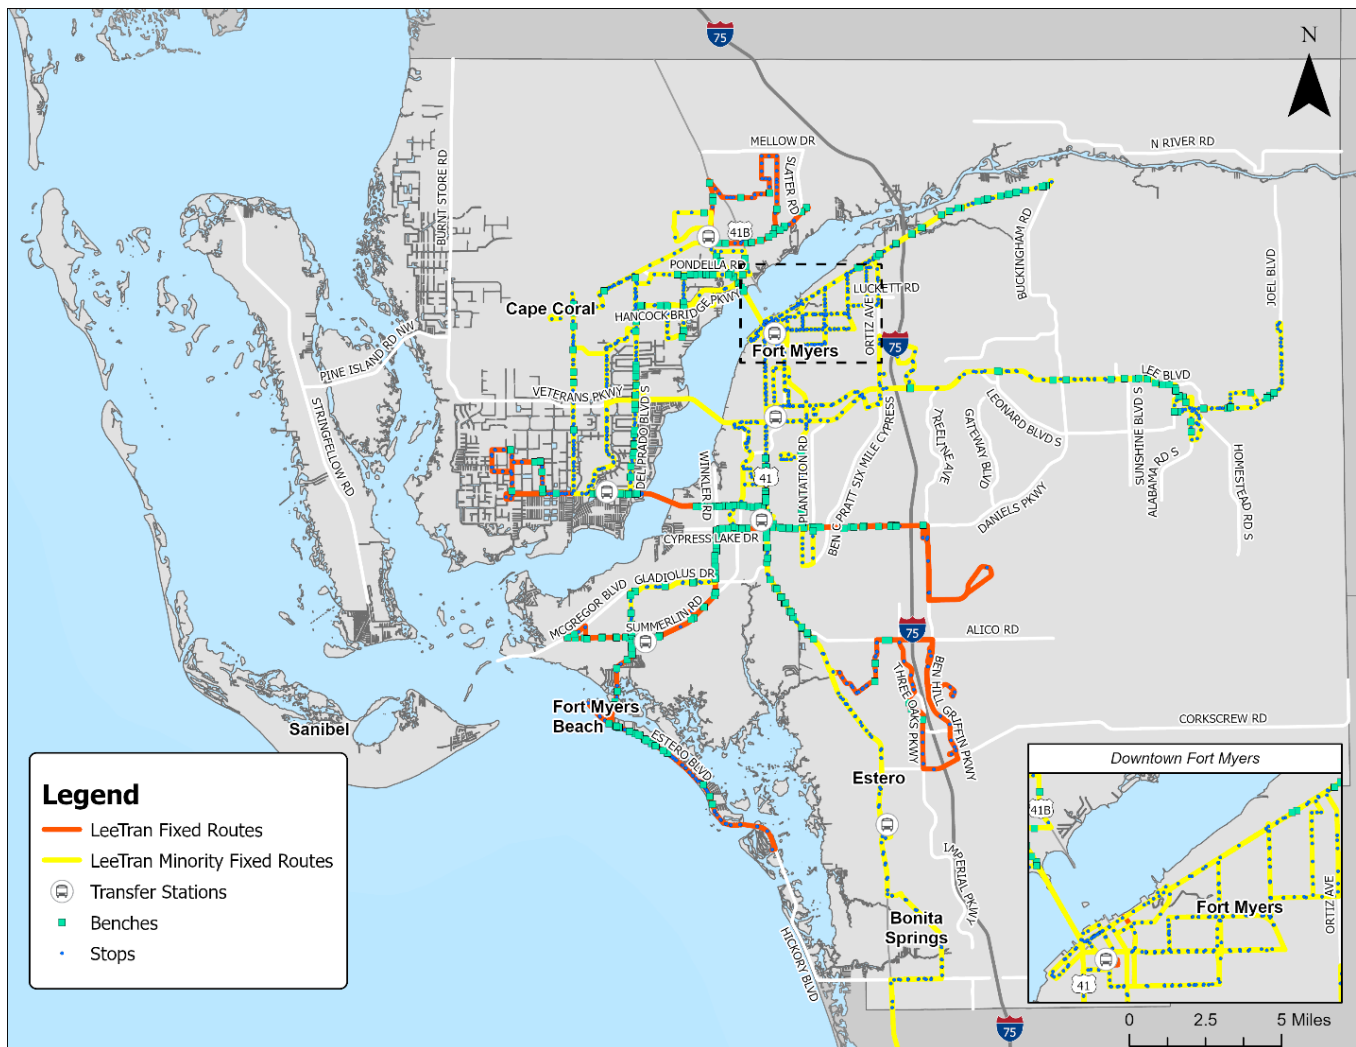 75
N
MELLOW DR
N RIVER RD
SLATER RD
BURNT STORE RD
41B
BUCKINGHAM RD
JOEL BLVD
PONDELLA RD
LUCKETT RD
Cape Coral
HANCOCK BRIDGE PKWY
ORTIZ AVE
Fort Myers
75
PINE ISLAND RD NW
LEE BLVD
VETERANS PKWY
DEL PRADO BLVD S
LEONARD BLVD S
SUNSHINE BLVD S
STRINGFELLOW RD
TREELINE AVE
GATEWAY BLVD
ALABAMA RD S
HOMESTEAD RD S
WINKLER RD
41
PLANTATION RD
BEN C PRATT SIX MILE CYPRESS
DANIELS PKWY
CYPRESS LAKE DR
GLADIOLUS DR
MCGREGOR BLVD
SUMMERLIN RD
75
ALICO RD
THREE OAKS PKWY
BEN HILL GRIFFIN PKWY
Fort Myers
Beach
Sanibel
ESTERO BLVD
CORKSCREW RD
Estero
IMPERIAL PKWY
Bonita
Springs
HICKORY BLVD
75
Legend
LeeTran Fixed Routes
LeeTran Minority Fixed Routes
Transfer Stations
Benches
Stops
Downtown Fort Myers
41B
Fort Myers
ORTIZ AVE
41
0 2.5 5 Miles